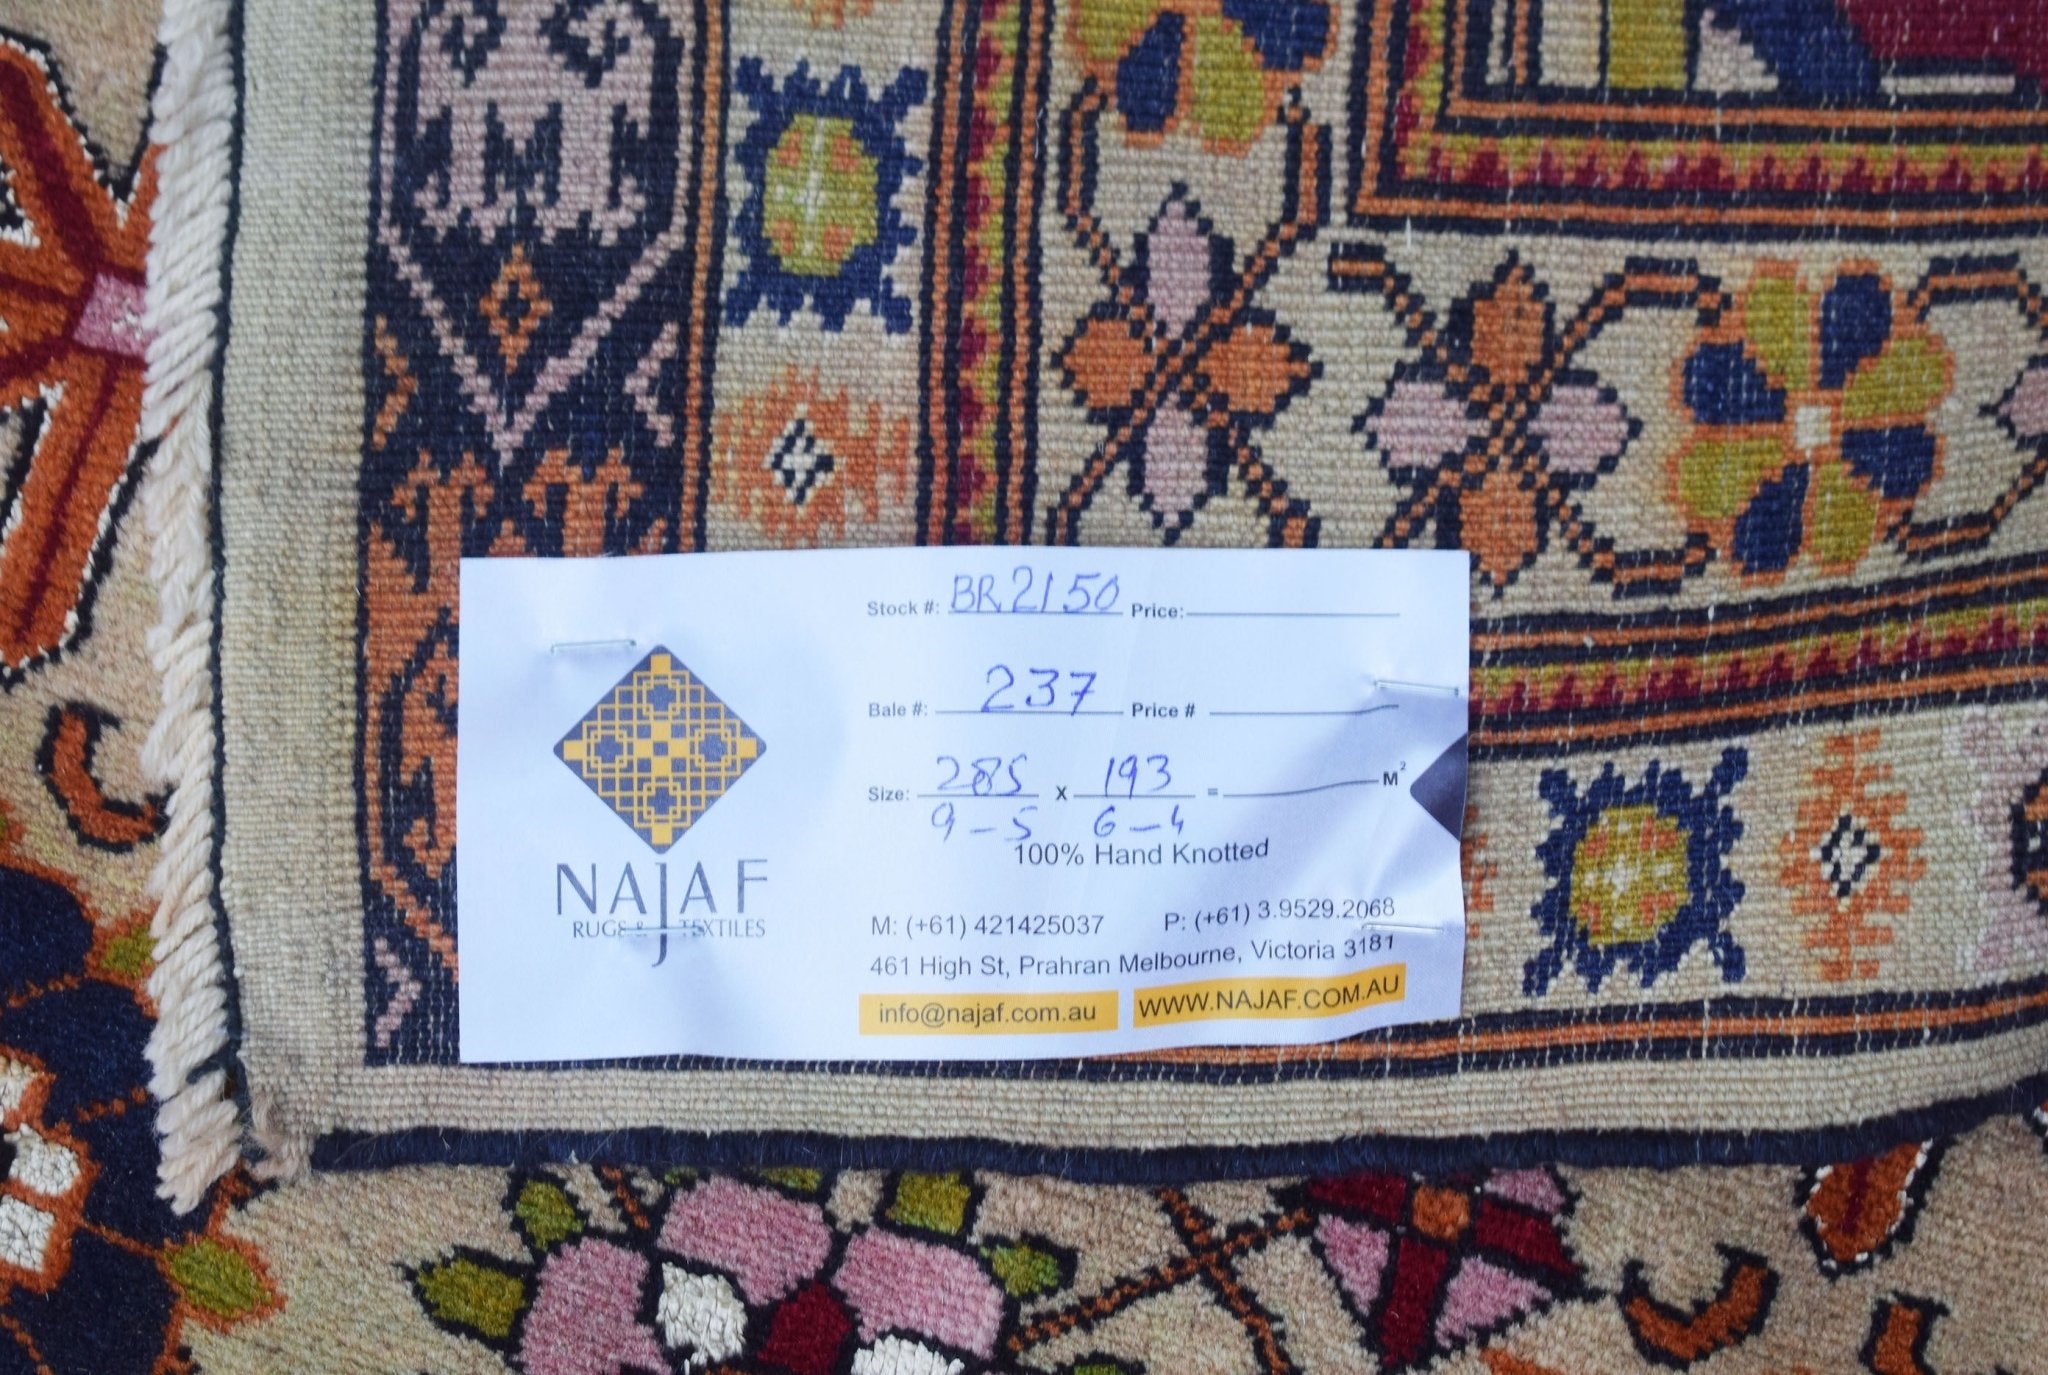 Stock #: BR2150 Price:
Bale #: 237 Price #
Size: 285 x 193 = M²
9-5 6-4
100% Hand Knotted
NAJAF
RUGS & TEXTILES
M: (+61) 421425037 P: (+61) 3.9529.2068
461 High St, Prahran Melbourne, Victoria 3181
info@najaf.com.au WWW.NAJAF.COM.AU